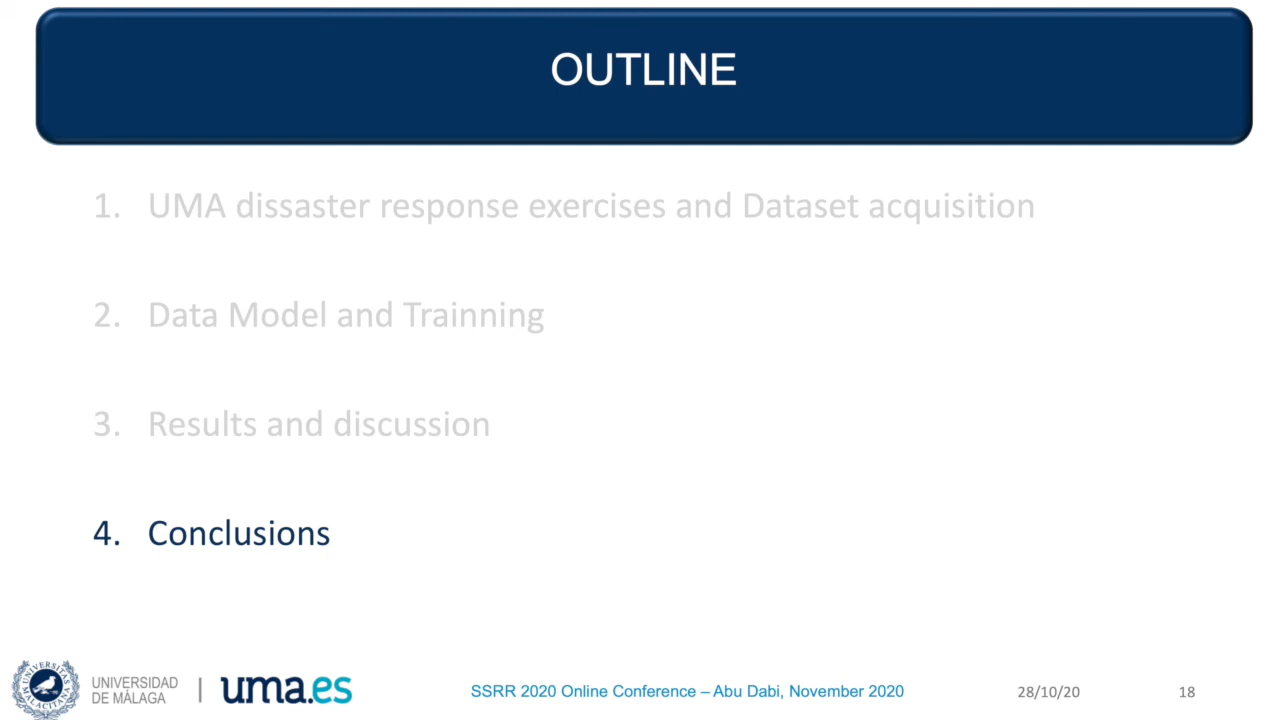 OUTLINE
1. UMA dissaster response exercises and Dataset acquisition
2. Data Model and Trainning
3. Results and discussion
4. Conclusions
UNIVERSIDAD
DE MÁLAGA
uma.es
SSRR 2020 Online Conference – Abu Dabi, November 2020
28/10/20
18